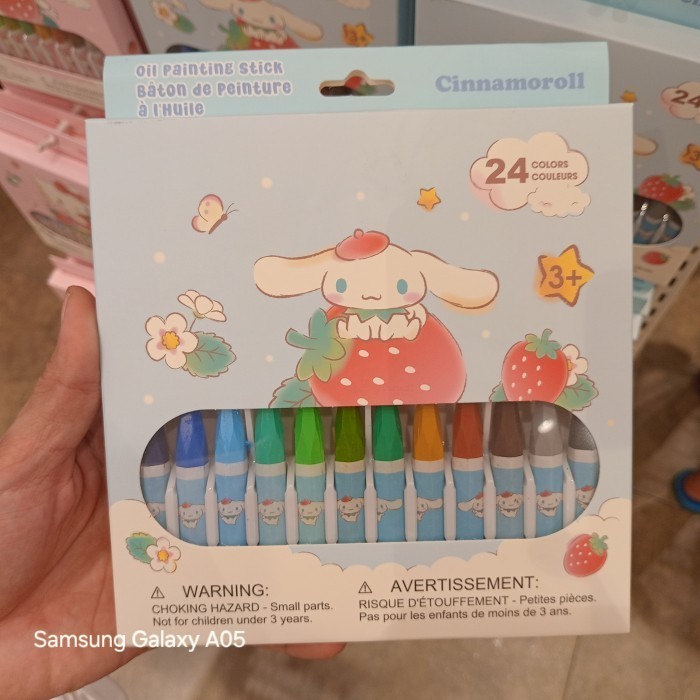 Oil Painting Stick
Bâton de Peinture
à l'Huile
Cinnamoroll
24 COLORS
COULEURS
3+
WARNING:
CHOKING HAZARD - Small parts.
Not for children under 3 years.
AVERTISSEMENT:
RISQUE D'ÉTOUFFEMENT - Petites pièces.
Pas pour les enfants de moins de 3 ans.
Samsung Galaxy A05
24